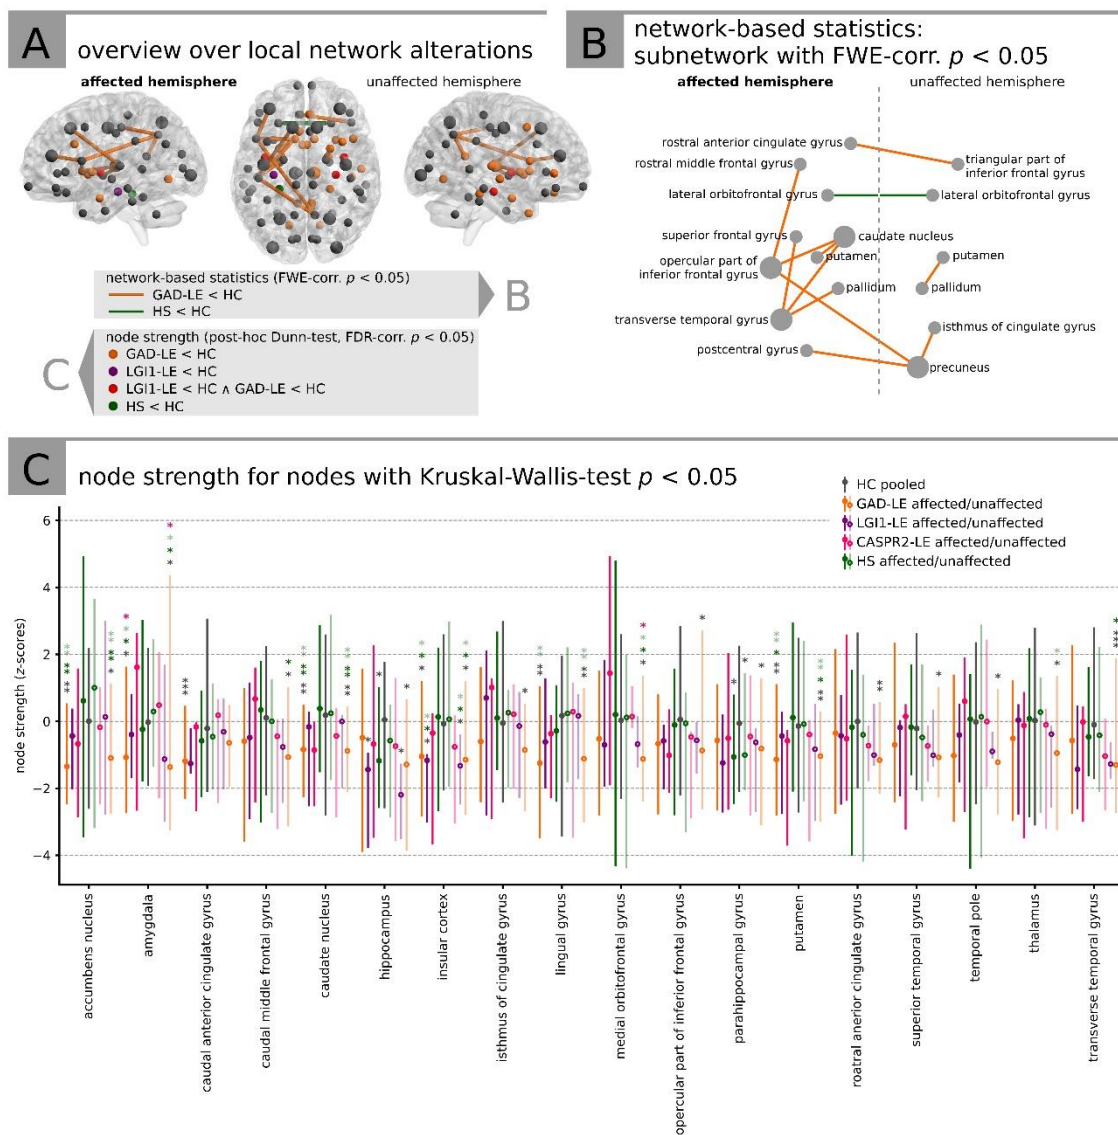 A
overview over local network alterations
affected hemisphere
unaffected hemisphere
network-based statistics (FWE-corr. p < 0.05)
GAD-LE < HC
HS < HC
B
node strength (post-hoc Dunn-test, FDR-corr. p < 0.05)
GAD-LE < HC
LGI1-LE < HC
LGI1-LE < HC ∧ GAD-LE < HC
HS < HC
C
B
network-based statistics:
subnetwork with FWE-corr. p < 0.05
affected hemisphere
unaffected hemisphere
rostral anterior cingulate gyrus
rostral middle frontal gyrus
triangular part of
inferior frontal gyrus
lateral orbitofrontal gyrus
lateral orbitofrontal gyrus
superior frontal gyrus
caudate nucleus
opercular part of
inferior frontal gyrus
putamen
putamen
pallidum
pallidum
transverse temporal gyrus
isthmus of cingulate gyrus
postcentral gyrus
precuneus
C
node strength for nodes with Kruskal-Wallis-test p < 0.05
HC pooled
GAD-LE affected/unaffected
LGI1-LE affected/unaffected
CASPR2-LE affected/unaffected
HS affected/unaffected
node strength (z-scores)
6
4
2
0
−2
−4
accumbens nucleus
amygdala
caudal anterior cingulate gyrus
caudal middle frontal gyrus
caudate nucleus
hippocampus
insular cortex
isthmus of cingulate gyrus
lingual gyrus
medial orbitofrontal gyrus
opercular part of inferior frontal gyrus
parahippocampal gyrus
putamen
roatral anerior cingulate gyrus
superior temporal gyrus
temporal pole
thalamus
transverse temporal gyrus